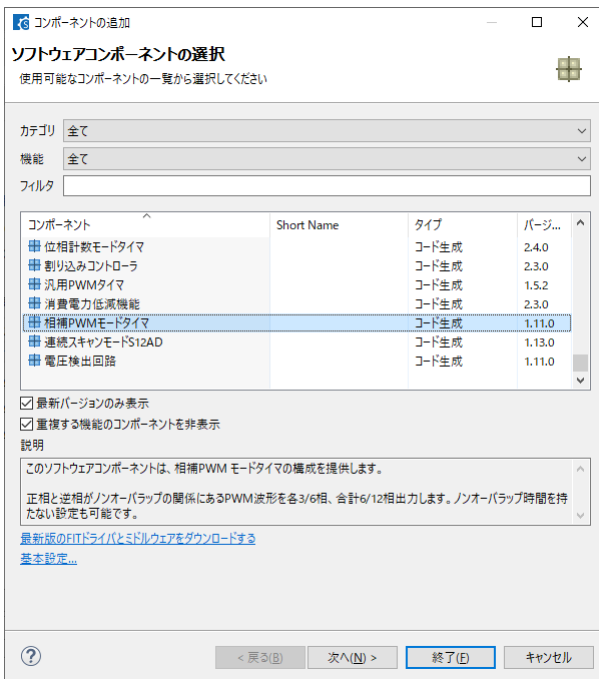 コンポーネントの追加
ソフトウェアコンポーネントの選択
使用可能なコンポーネントの一覧から選択してください
カテゴリ 全て
機能 全て
フィルタ
コンポーネント Short Name タイプ バージ...
位相計数モードタイマ コード生成 2.4.0
割り込みコントローラ コード生成 2.3.0
汎用PWMタイマ コード生成 1.5.2
消費電力低減機能 コード生成 2.3.0
相補PWMモードタイマ コード生成 1.11.0
連続スキャンモードS12AD コード生成 1.13.0
電圧検出回路 コード生成 1.11.0
最新バージョンのみ表示
重複する機能のコンポーネントを非表示
説明
このソフトウェアコンポーネントは、相補PWM モードタイマの構成を提供します。
正相と逆相がノンオーバラップの関係にあるPWM波形を各3/6相、合計6/12相出力します。ノンオーバラップ時間を持
たない設定も可能です。
最新版のFITドライバとミドルウェアをダウンロードする
基本設定...
< 戻る(B) 次へ(N) > 終了(F) キャンセル